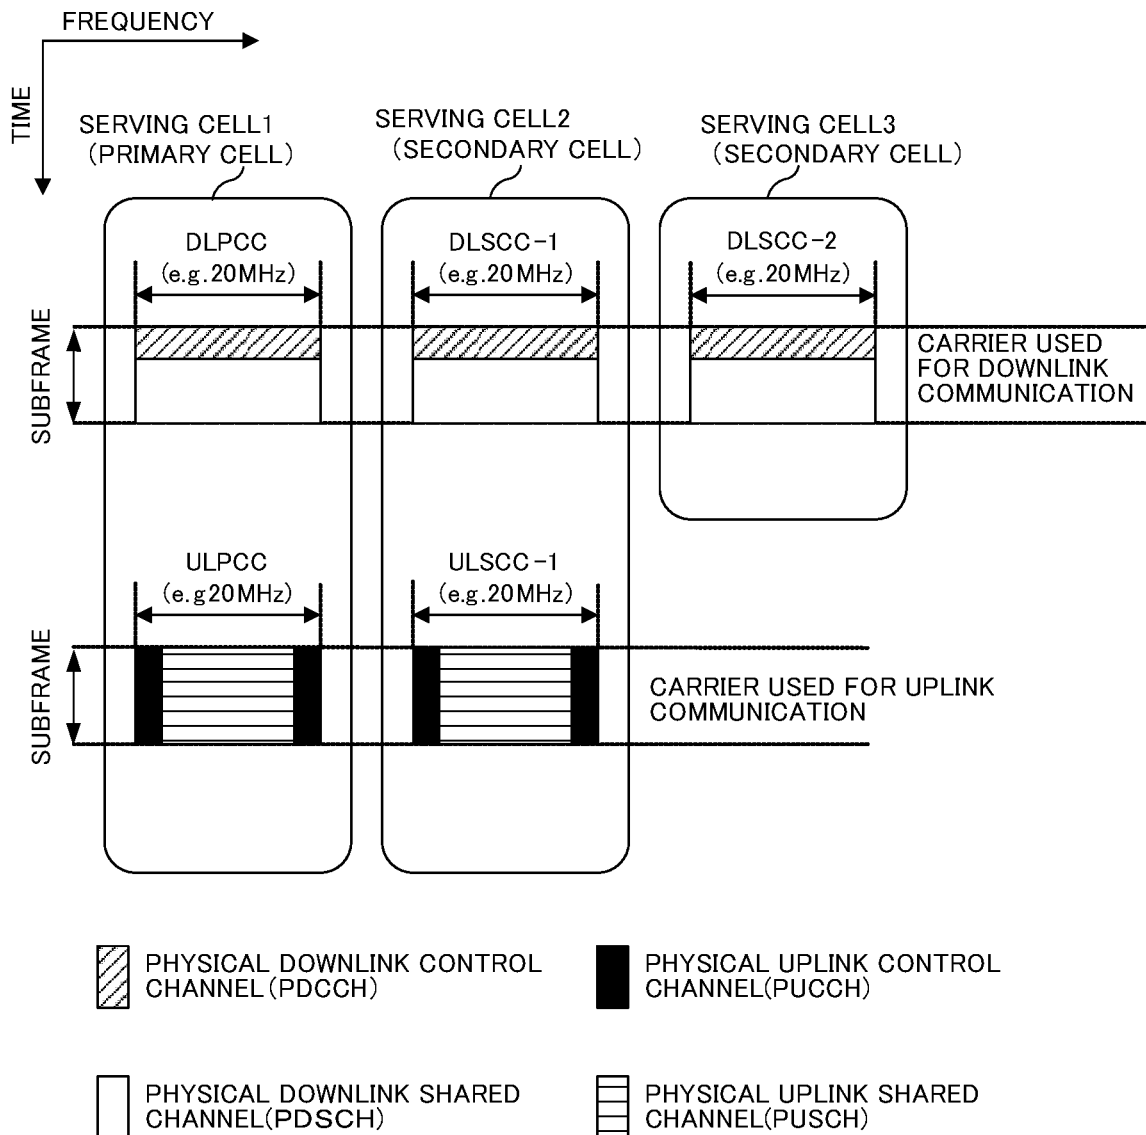 FREQUENCY
TIME
SERVING CELL1
(PRIMARY CELL)
SERVING CELL2
(SECONDARY CELL)
SERVING CELL3
(SECONDARY CELL)
DLPCC
(e.g.20MHz)
DLSCC-1
(e.g.20MHz)
DLSCC-2
(e.g.20MHz)
SUBFRAME
CARRIER USED
FOR DOWNLINK
COMMUNICATION
ULPCC
(e.g20MHz)
ULSCC-1
(e.g.20MHz)
SUBFRAME
CARRIER USED FOR UPLINK
COMMUNICATION
PHYSICAL DOWNLINK CONTROL
CHANNEL(PDCCH)
PHYSICAL UPLINK CONTROL
CHANNEL(PUCCH)
PHYSICAL DOWNLINK SHARED
CHANNEL(PDSCH)
PHYSICAL UPLINK SHARED
CHANNEL(PUSCH)